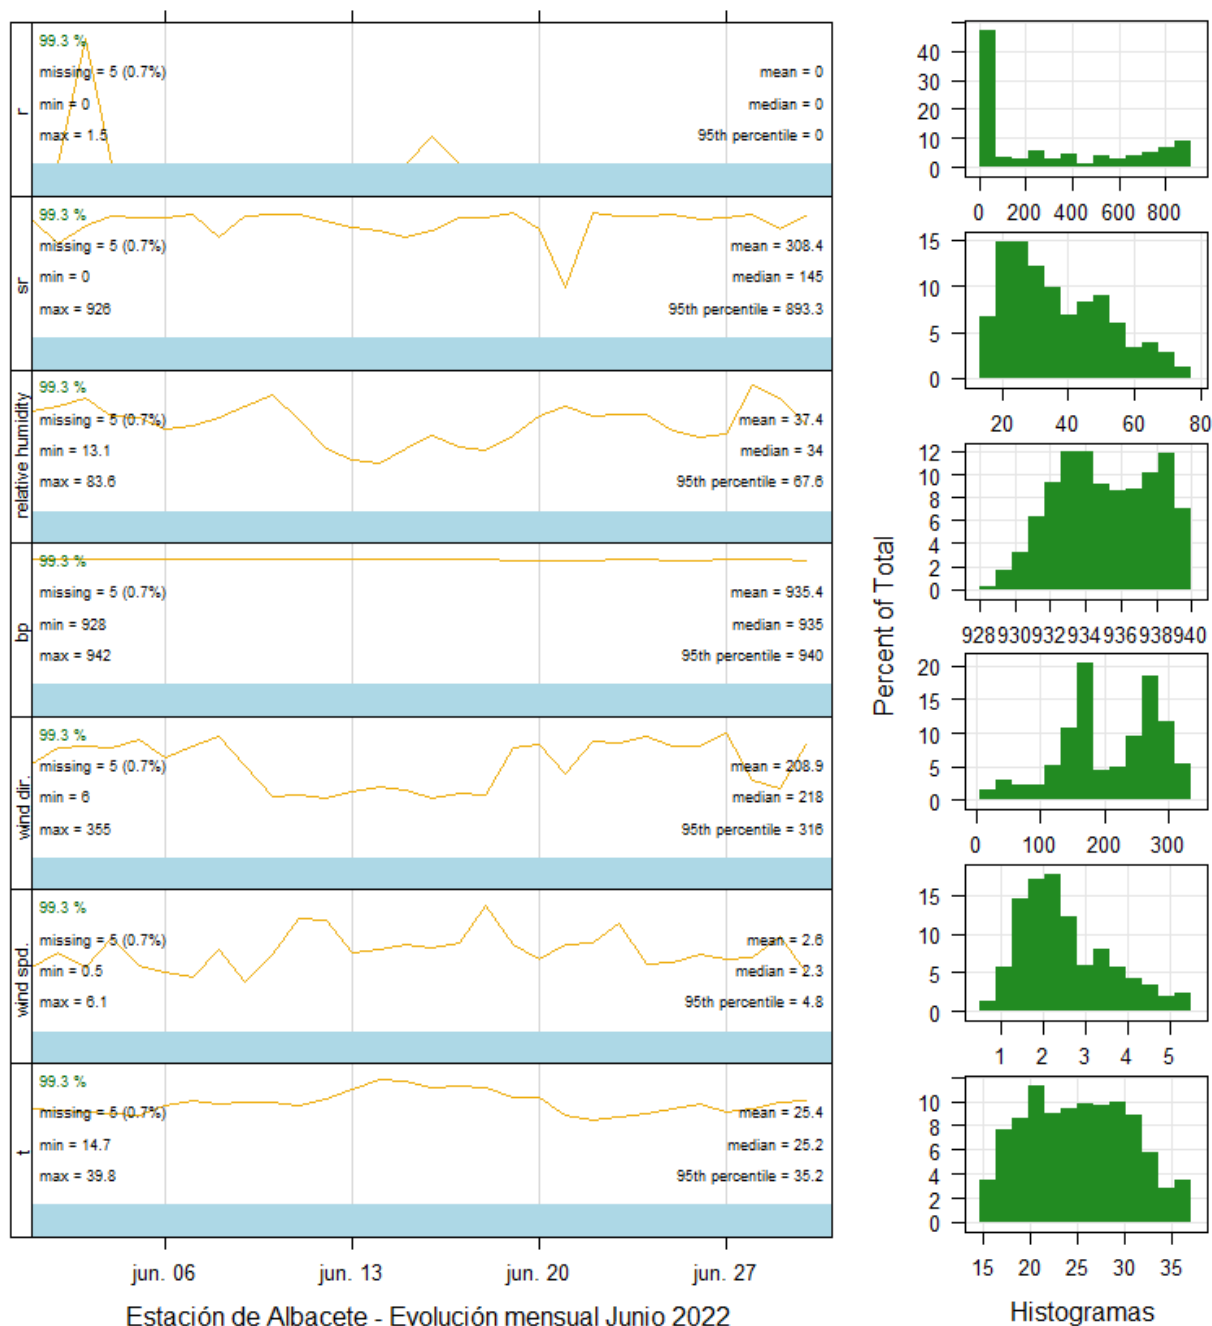 r
99.3 %
missing = 5 (0.7%)
min = 0
max = 1.5
mean = 0
median = 0
95th percentile = 0
sr
99.3 %
missing = 5 (0.7%)
min = 0
max = 926
mean = 308.4
median = 145
95th percentile = 893.3
relative humidity
99.3 %
missing = 5 (0.7%)
min = 13.1
max = 83.6
mean = 37.4
median = 34
95th percentile = 67.6
bp
99.3 %
missing = 5 (0.7%)
min = 928
max = 942
mean = 935.4
median = 935
95th percentile = 940
wind dir.
99.3 %
missing = 5 (0.7%)
min = 6
max = 355
mean = 208.9
median = 218
95th percentile = 316
wind spd.
99.3 %
missing = 5 (0.7%)
min = 0.5
max = 6.1
mean = 2.6
median = 2.3
95th percentile = 4.8
t
99.3 %
missing = 5 (0.7%)
min = 14.7
max = 39.8
mean = 25.4
median = 25.2
95th percentile = 35.2
jun. 06 jun. 13 jun. 20 jun. 27
Estación de Albacete - Evolución mensual Junio 2022
Percent of Total
40
30
20
10
0
0 200 400 600 800
15
10
5
0
20 40 60 80
12
10
8
6
4
2
0
928 930 932 934 936 938 940
20
15
10
5
0
0 100 200 300
15
10
5
0
1 2 3 4 5
10
8
6
4
2
0
15 20 25 30 35
Histogramas